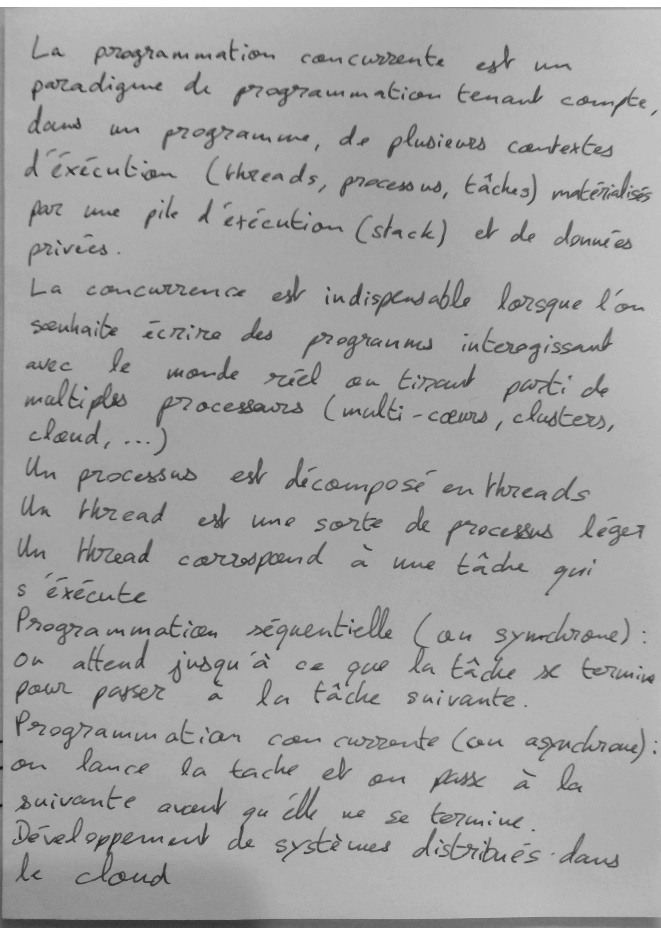 La programmation concurrente est un
paradigme de programmation tenant compte,
dans un programme, de plusieurs contextes
d'éxécution (threads, processus, tâches) matérialisés
par une pile d'éxécution (stack) et de données
privées.
La concurrence est indispensable lorsque l'on
souhaite écrire des programmes interagissant
avec le monde réel ou tirant parti de
multiples processeurs (multi-cœurs, clusters,
cloud, ...)
Un processus est décomposé en threads
Un thread est une sorte de processus léger
Un thread correspond à une tâche qui
s'éxécute
Programmation séquentielle (ou synchrone) :
on attend jusqu'à ce que la tâche se termine
pour passer à la tâche suivante.
Programmation concurrente (ou asynchrone) :
on lance la tache et on passe à la
suivante avant qu'elle ne se termine.
Développement de systèmes distribués dans
le cloud